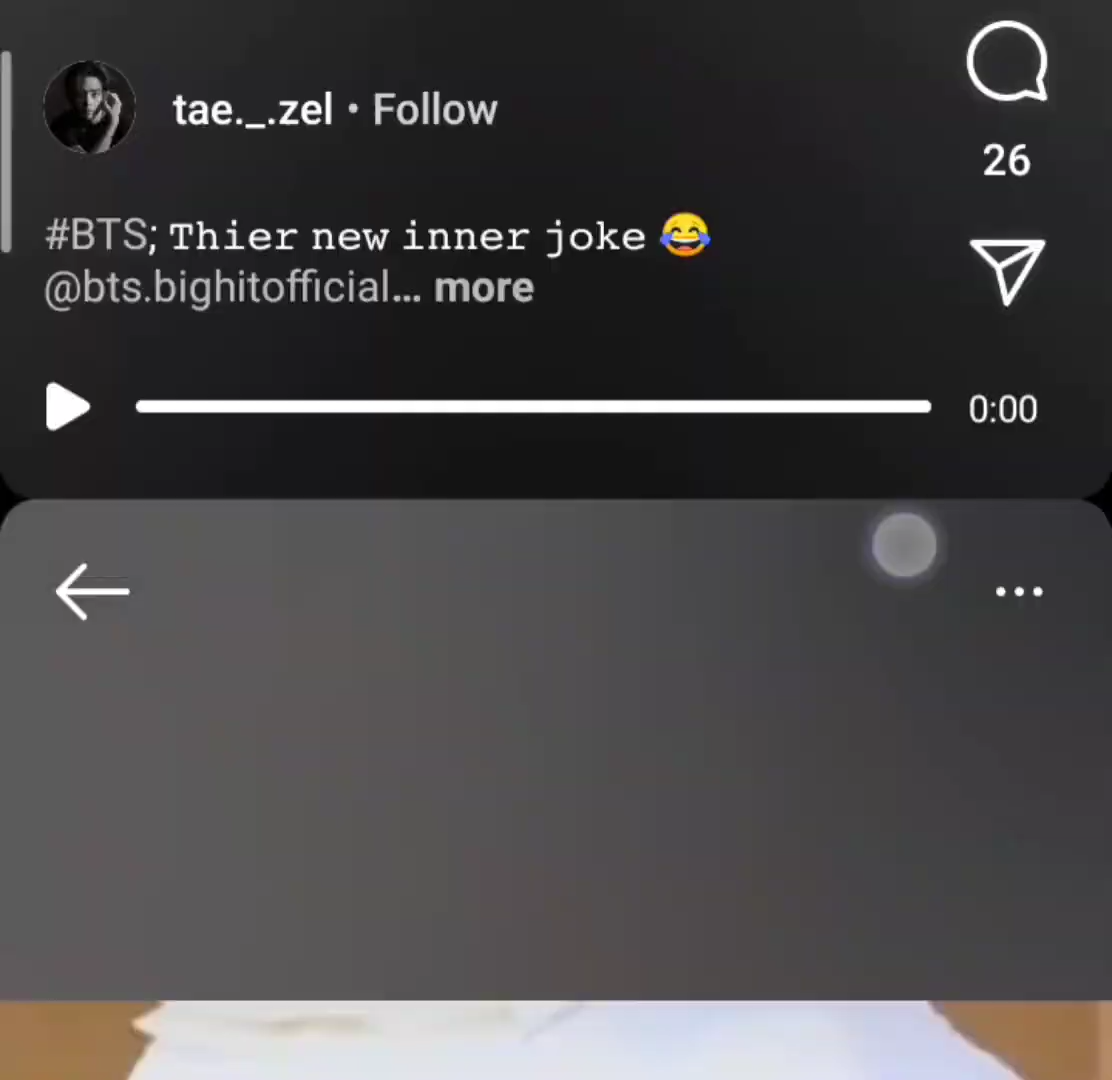 tae._.zel • Follow
26
#BTS; Thier new inner joke 😂
@bts.bighitofficial... more
0:00